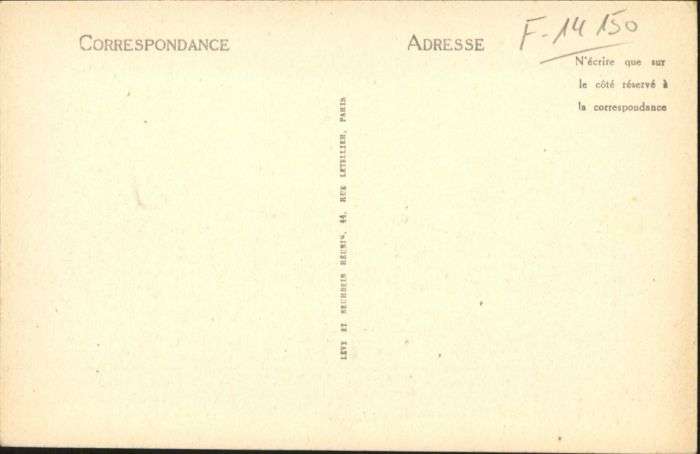 CORRESPONDANCE
ADRESSE
F-14 150
N'écrire que sur
le côté réservé à
la correspondance
LÉVY ET NEURDEIN RÉUNIS, 44, RUE LETELLIER, PARIS